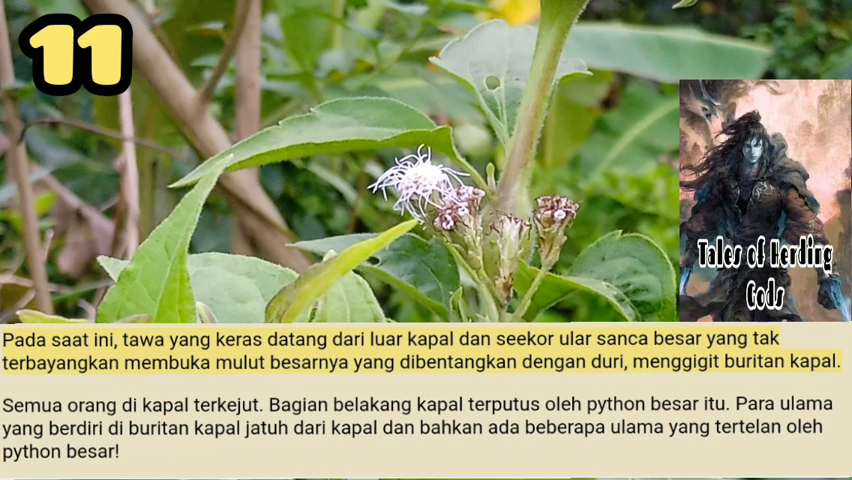 11
Tales of Herding
Gods
Pada saat ini, tawa yang keras datang dari luar kapal dan seekor ular sanca besar yang tak
terbayangkan membuka mulut besarnya yang dibentangkan dengan duri, menggigit buritan kapal.
Semua orang di kapal terkejut. Bagian belakang kapal terputus oleh python besar itu. Para ulama
yang berdiri di buritan kapal jatuh dari kapal dan bahkan ada beberapa ulama yang tertelan oleh
python besar!